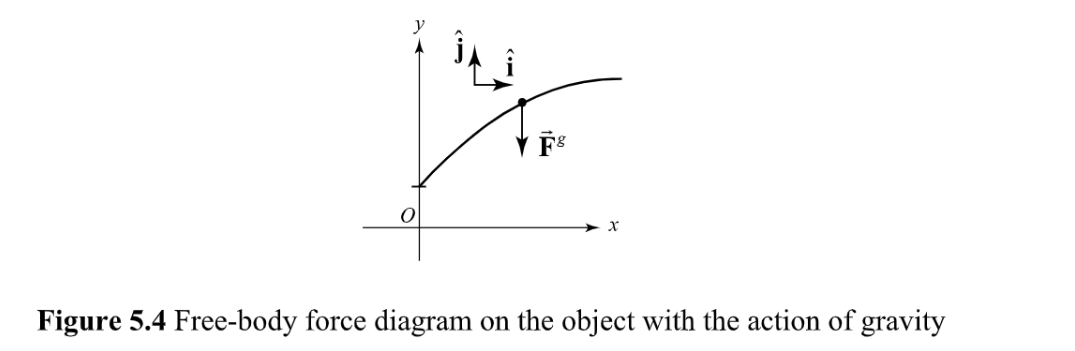 y
ĵ
î
F⃗ᵍ
O
x
Figure 5.4 Free-body force diagram on the object with the action of gravity